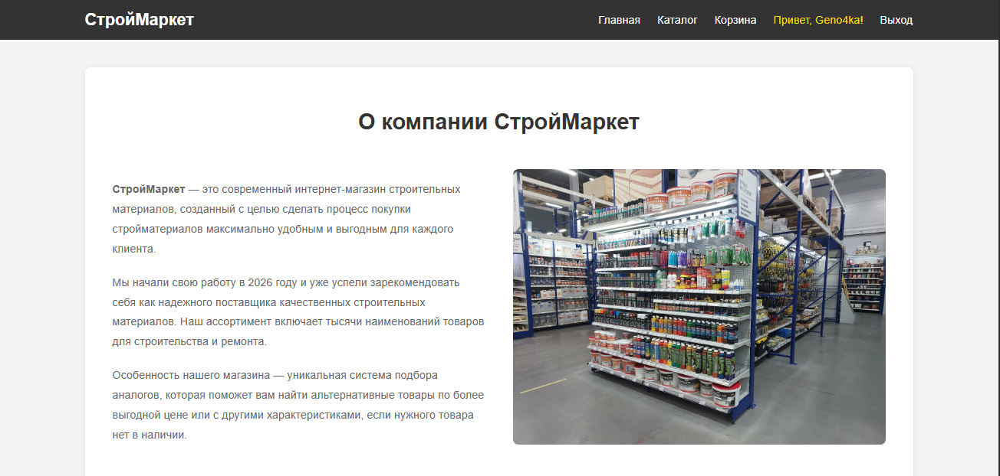 СтройМаркет
Главная Каталог Корзина Привет, Geno4ka! Выход
О компании СтройМаркет
СтройМаркет — это современный интернет-магазин строительных
материалов, созданный с целью сделать процесс покупки
стройматериалов максимально удобным и выгодным для каждого
клиента.
Мы начали свою работу в 2026 году и уже успели зарекомендовать
себя как надежного поставщика качественных строительных
материалов. Наш ассортимент включает тысячи наименований товаров
для строительства и ремонта.
Особенность нашего магазина — уникальная система подбора
аналогов, которая поможет вам найти альтернативные товары по более
выгодной цене или с другими характеристиками, если нужного товара
нет в наличии.